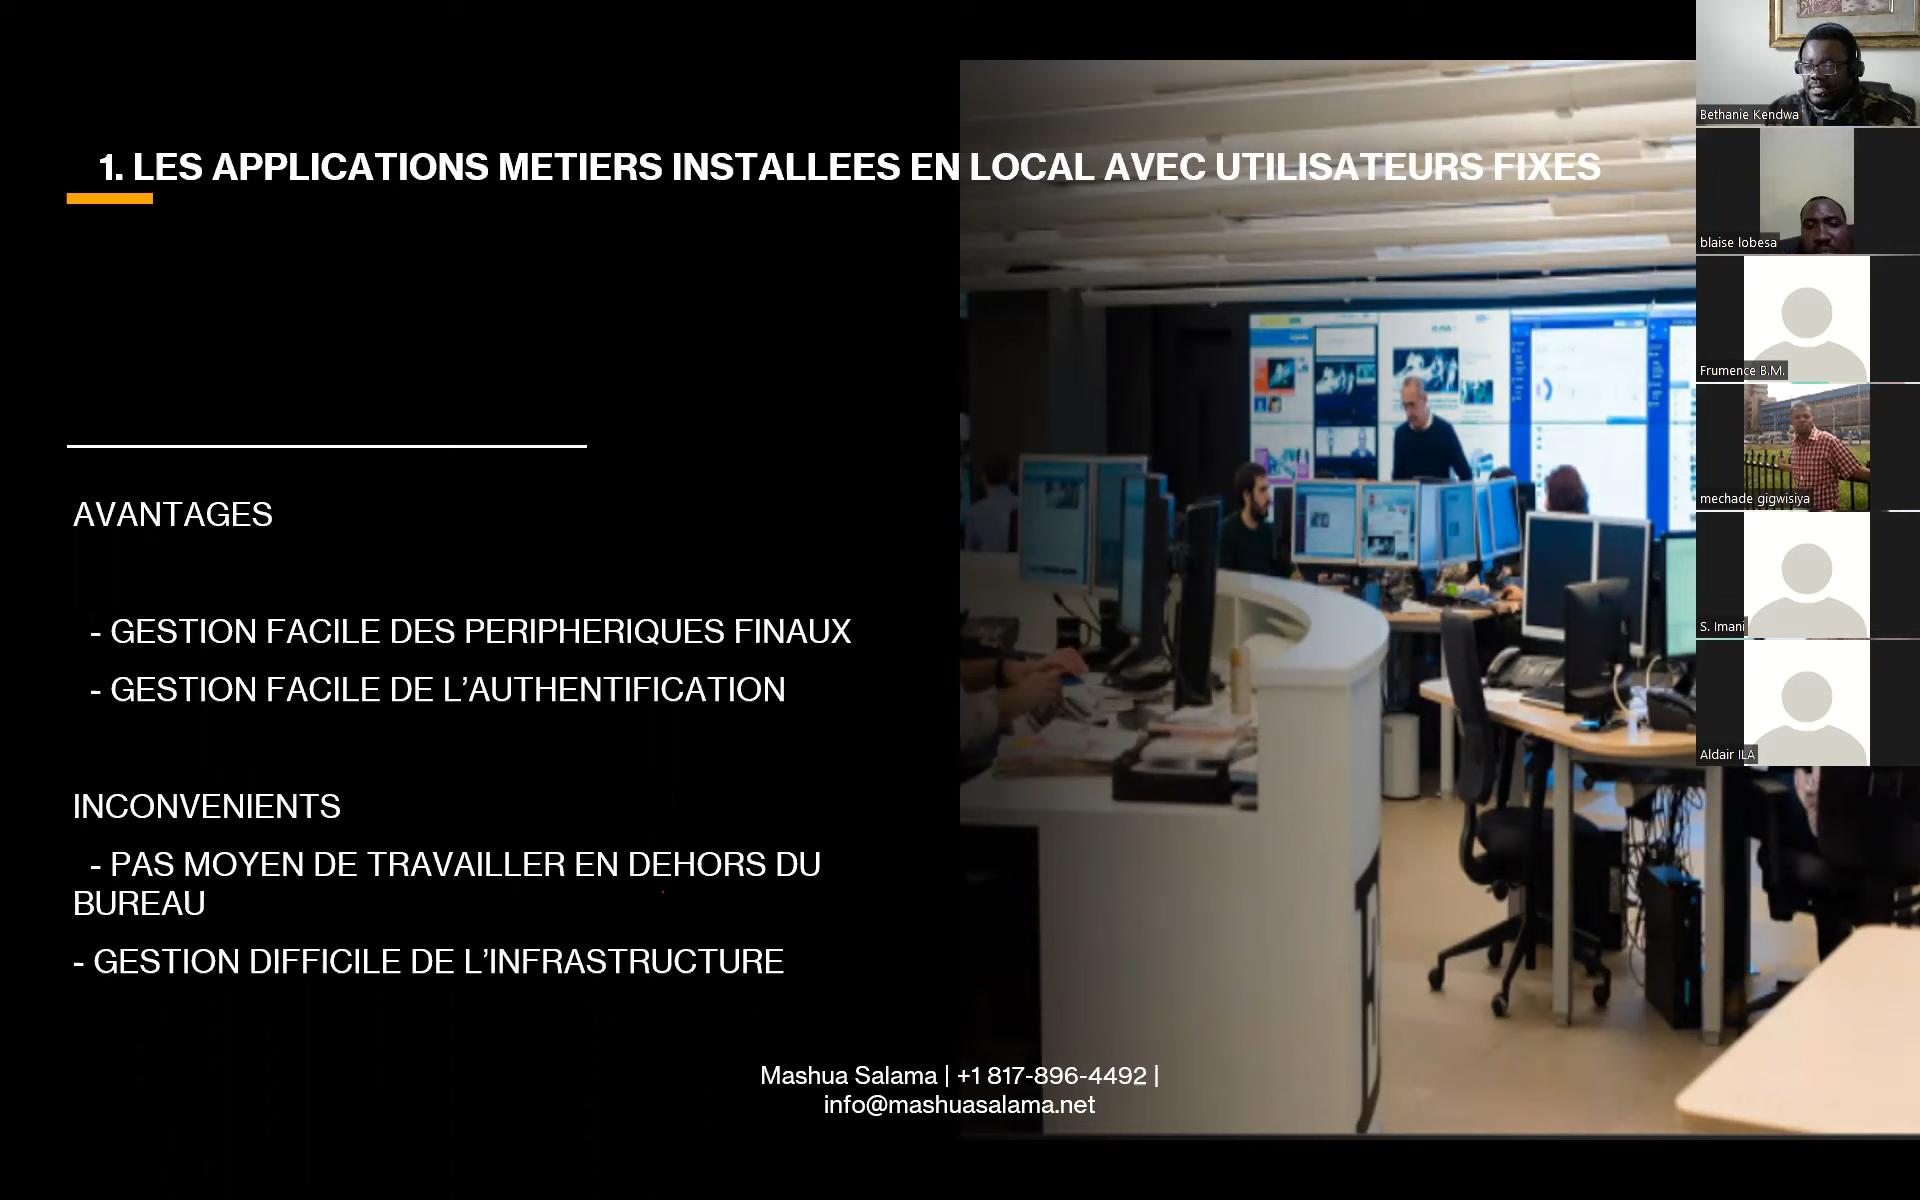 1. LES APPLICATIONS METIERS INSTALLEES EN LOCAL AVEC UTILISATEURS FIXES
AVANTAGES
- GESTION FACILE DES PERIPHERIQUES FINAUX
- GESTION FACILE DE L’AUTHENTIFICATION
INCONVENIENTS
- PAS MOYEN DE TRAVAILLER EN DEHORS DU
BUREAU
- GESTION DIFFICILE DE L’INFRASTRUCTURE
Mashua Salama | +1 817-896-4492 |
info@mashuasalama.net
Bethanie Kendwa
blaise lobesa
Frumence B.M.
mechade gigwisiya
S. Imani
Aldair ILA